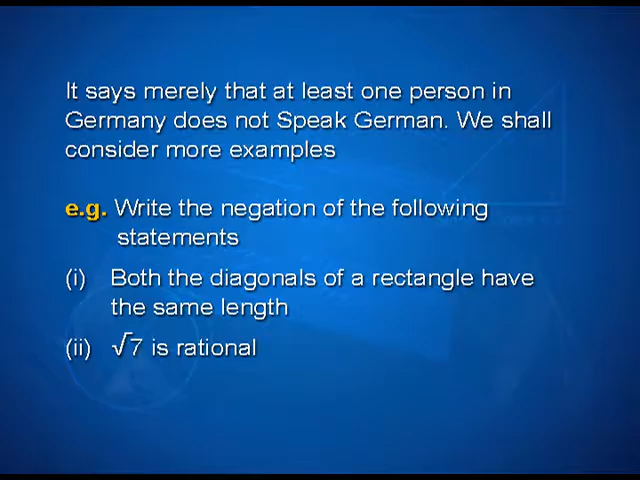 It says merely that at least one person in
Germany does not Speak German. We shall
consider more examples
e.g. Write the negation of the following
statements
(i) Both the diagonals of a rectangle have
the same length
(ii) √7 is rational